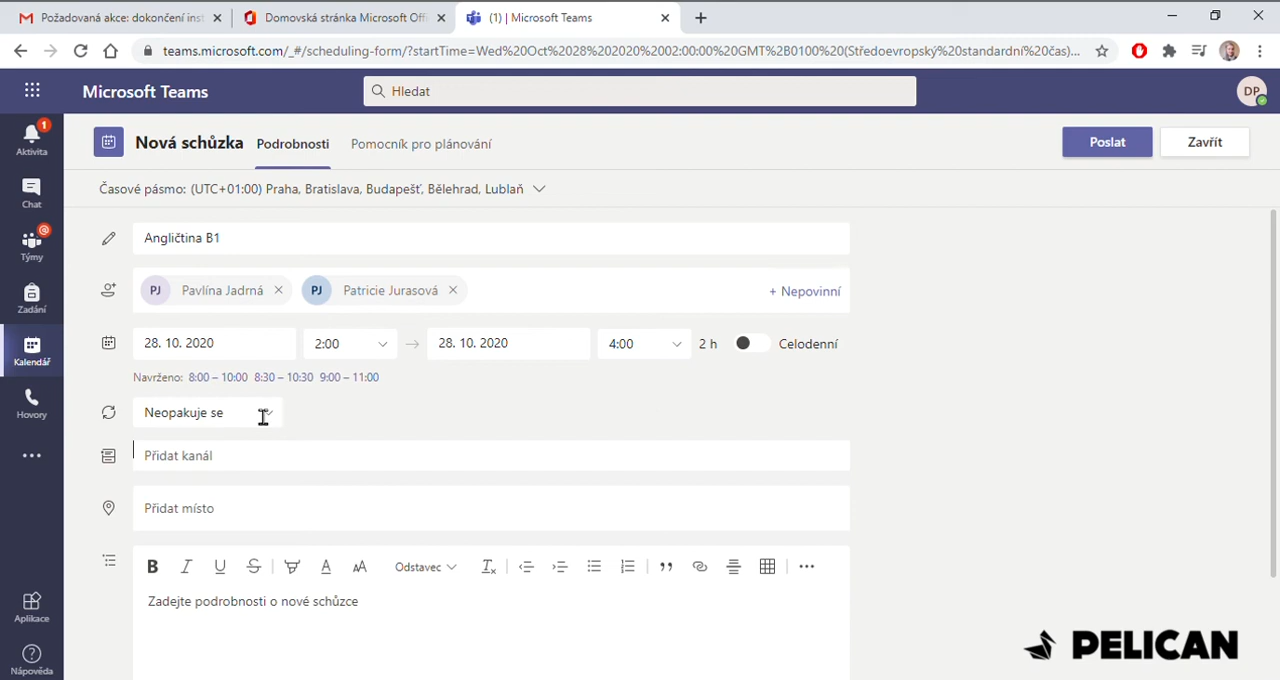 Požadovaná akce: dokončení inst
Domovská stránka Microsoft Offi
(1) | Microsoft Teams
teams.microsoft.com/_#/scheduling-form/?startTime=Wed%20Oct%2028%202020%2002:00:00%20GMT%2B0100%20(Středoevropský%20standardní%20čas)...
Microsoft Teams
Hledat
DP
Aktivita
1
Chat
Týmy
@
Zadání
Kalendář
Hovory
Aplikace
Nápověda
Nová schůzka
Podrobnosti
Pomocník pro plánování
Poslat
Zavřít
Časové pásmo: (UTC+01:00) Praha, Bratislava, Budapešť, Bělehrad, Lublaň
Angličtina B1
PJ Pavlína Jadrná PJ Patricie Jurasová + Nepovinní
28. 10. 2020 2:00 28. 10. 2020 4:00 2 h Celodenní
Navrženo: 8:00 – 10:00 8:30 – 10:30 9:00 – 11:00
Neopakuje se
Přidat kanál
Přidat místo
B I U S A AA Odstavec Tx
Zadejte podrobnosti o nové schůzce
PELICAN